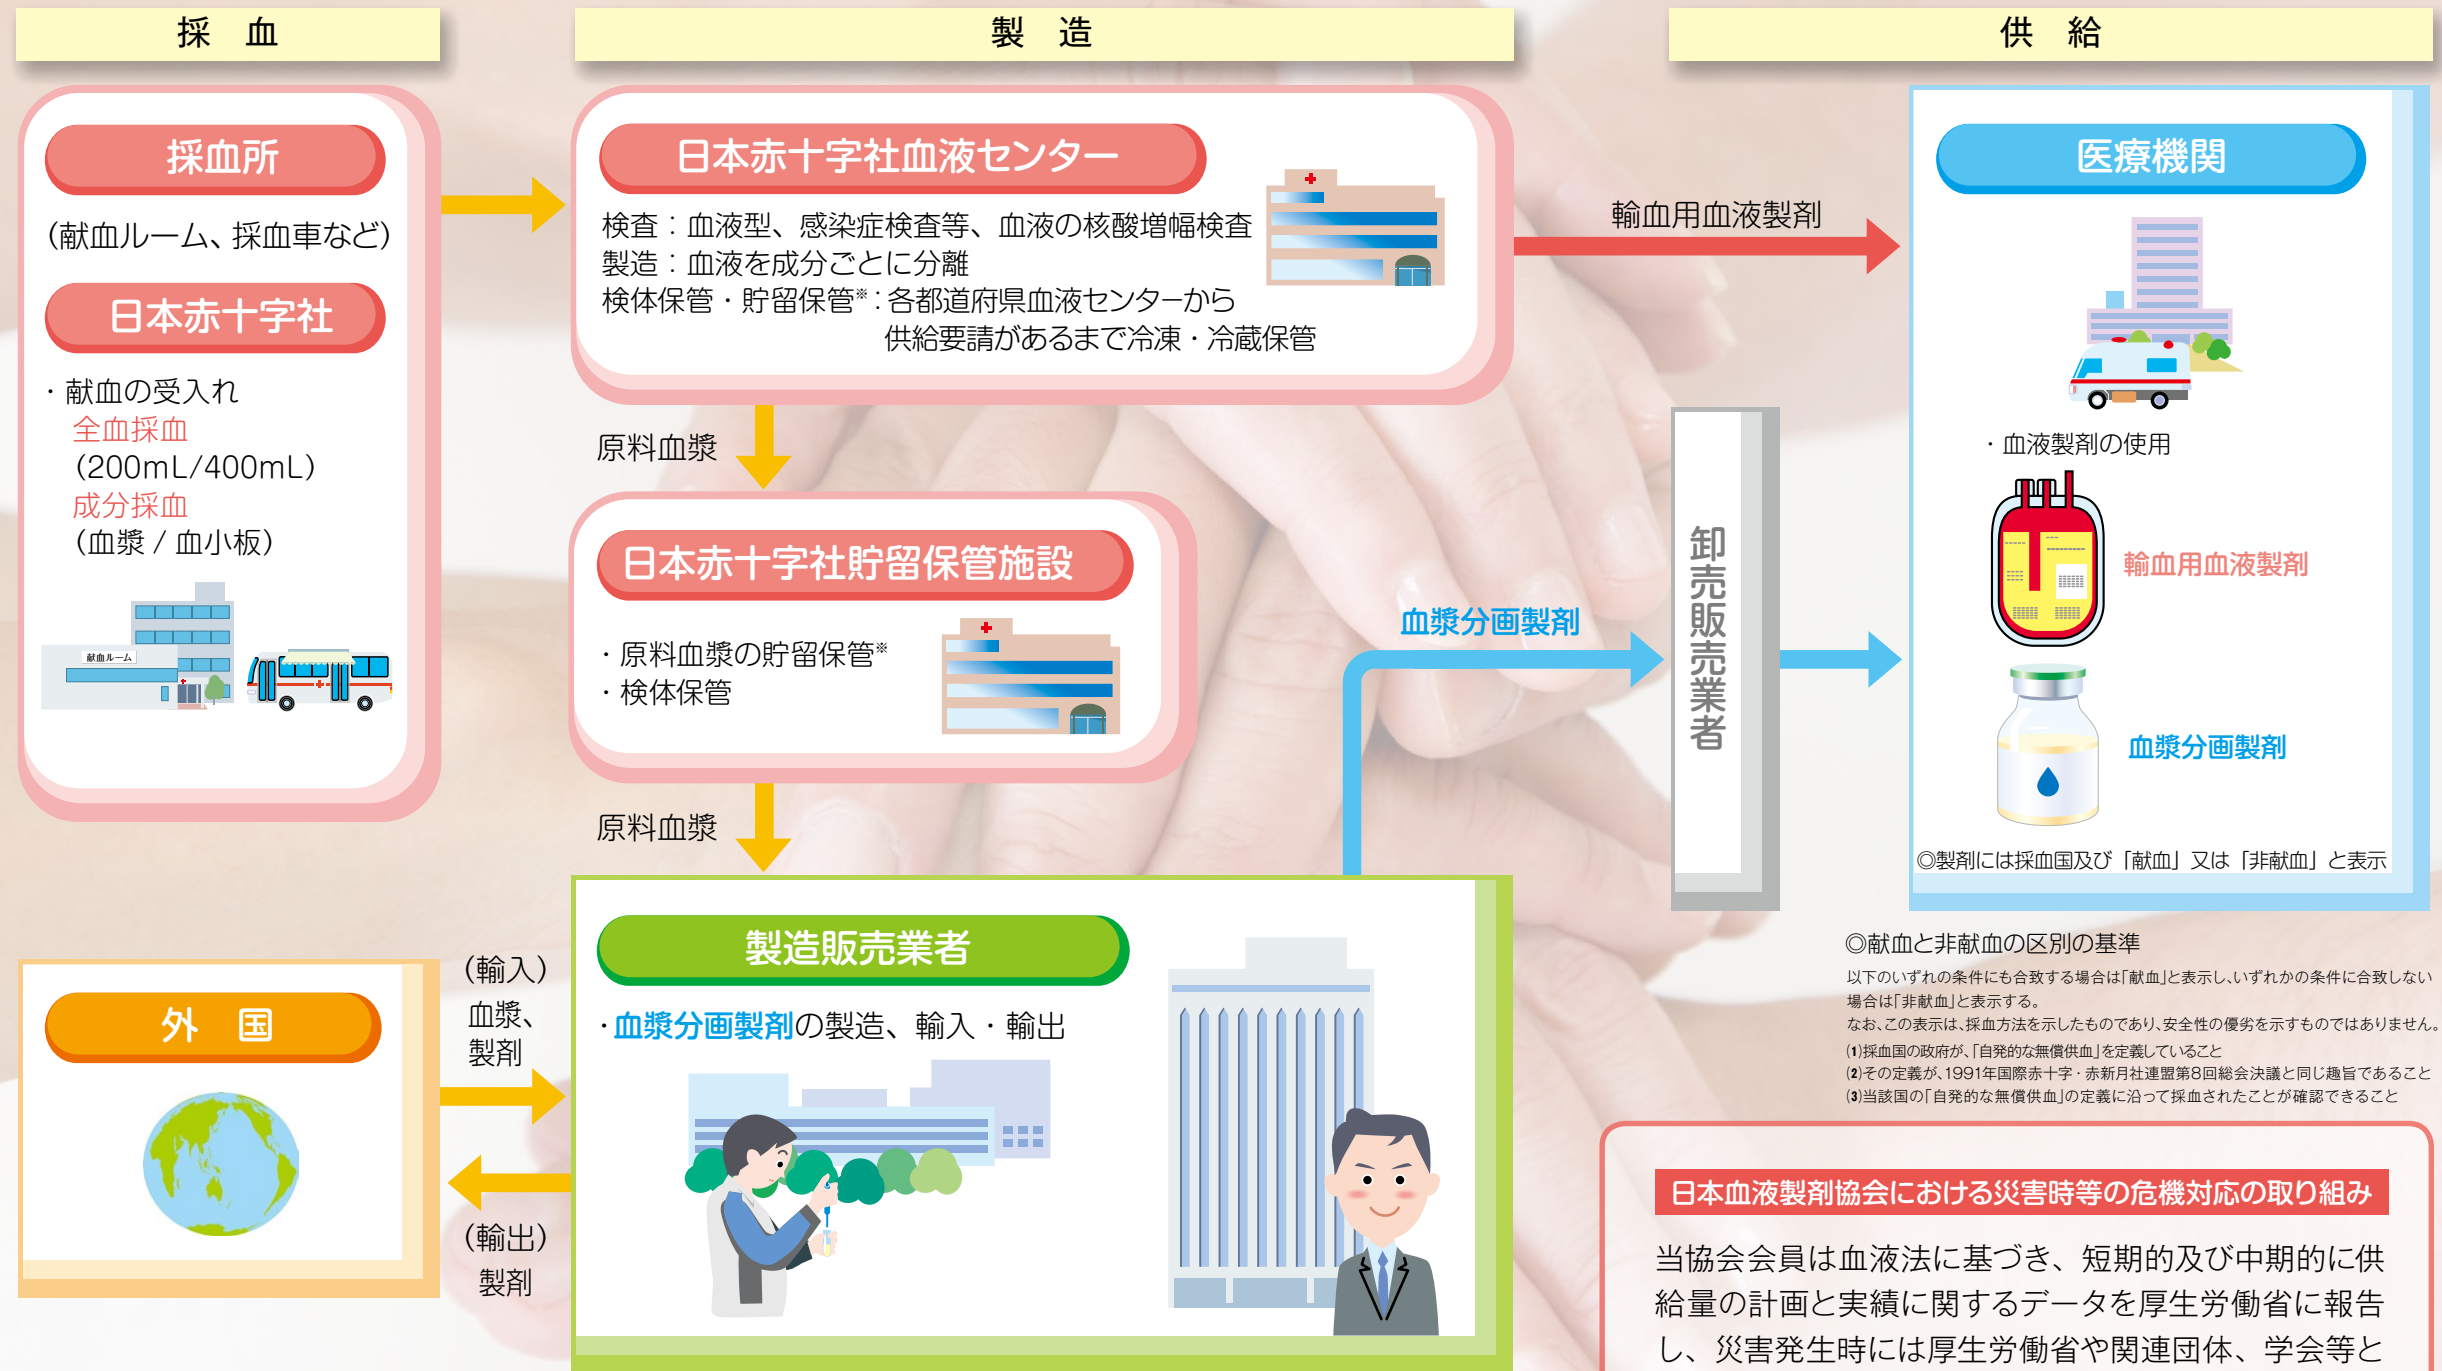 採 血
製 造
供 給
採血所
（献血ルーム、採血車など）
日本赤十字社
・献血の受入れ
全血採血
（200mL/400mL）
成分採血
（血漿 / 血小板）
献血ルーム
日本赤十字社血液センター
検査：血液型、感染症検査等、血液の核酸増幅検査
製造：血液を成分ごとに分離
検体保管・貯留保管※：各都道府県血液センターから
供給要請があるまで冷凍・冷蔵保管
原料血漿
日本赤十字社貯留保管施設
・原料血漿の貯留保管※
・検体保管
原料血漿
製造販売業者
・血漿分画製剤の製造、輸入・輸出
外 国
（輸入）
血漿、
製剤
（輸出）
製剤
輸血用血液製剤
血漿分画製剤
卸売販売業者
医療機関
・血液製剤の使用
輸血用血液製剤
血漿分画製剤
◎製剤には採血国及び「献血」又は「非献血」と表示
◎献血と非献血の区別の基準
以下のいずれの条件にも合致する場合は「献血」と表示し、いずれかの条件に合致しない
場合は「非献血」と表示する。
なお、この表示は、採血方法を示したものであり、安全性の優劣を示すものではありません。
(1)採血国の政府が、「自発的な無償供血」を定義していること
(2)その定義が、1991年国際赤十字・赤新月社連盟第8回総会決議と同じ趣旨であること
(3)当該国の「自発的な無償供血」の定義に沿って採血されたことが確認できること
日本血液製剤協会における災害時等の危機対応の取り組み
当協会会員は血液法に基づき、短期的及び中期的に供
給量の計画と実績に関するデータを厚生労働省に報告
し、災害発生時には厚生労働省や関連団体、学会等と